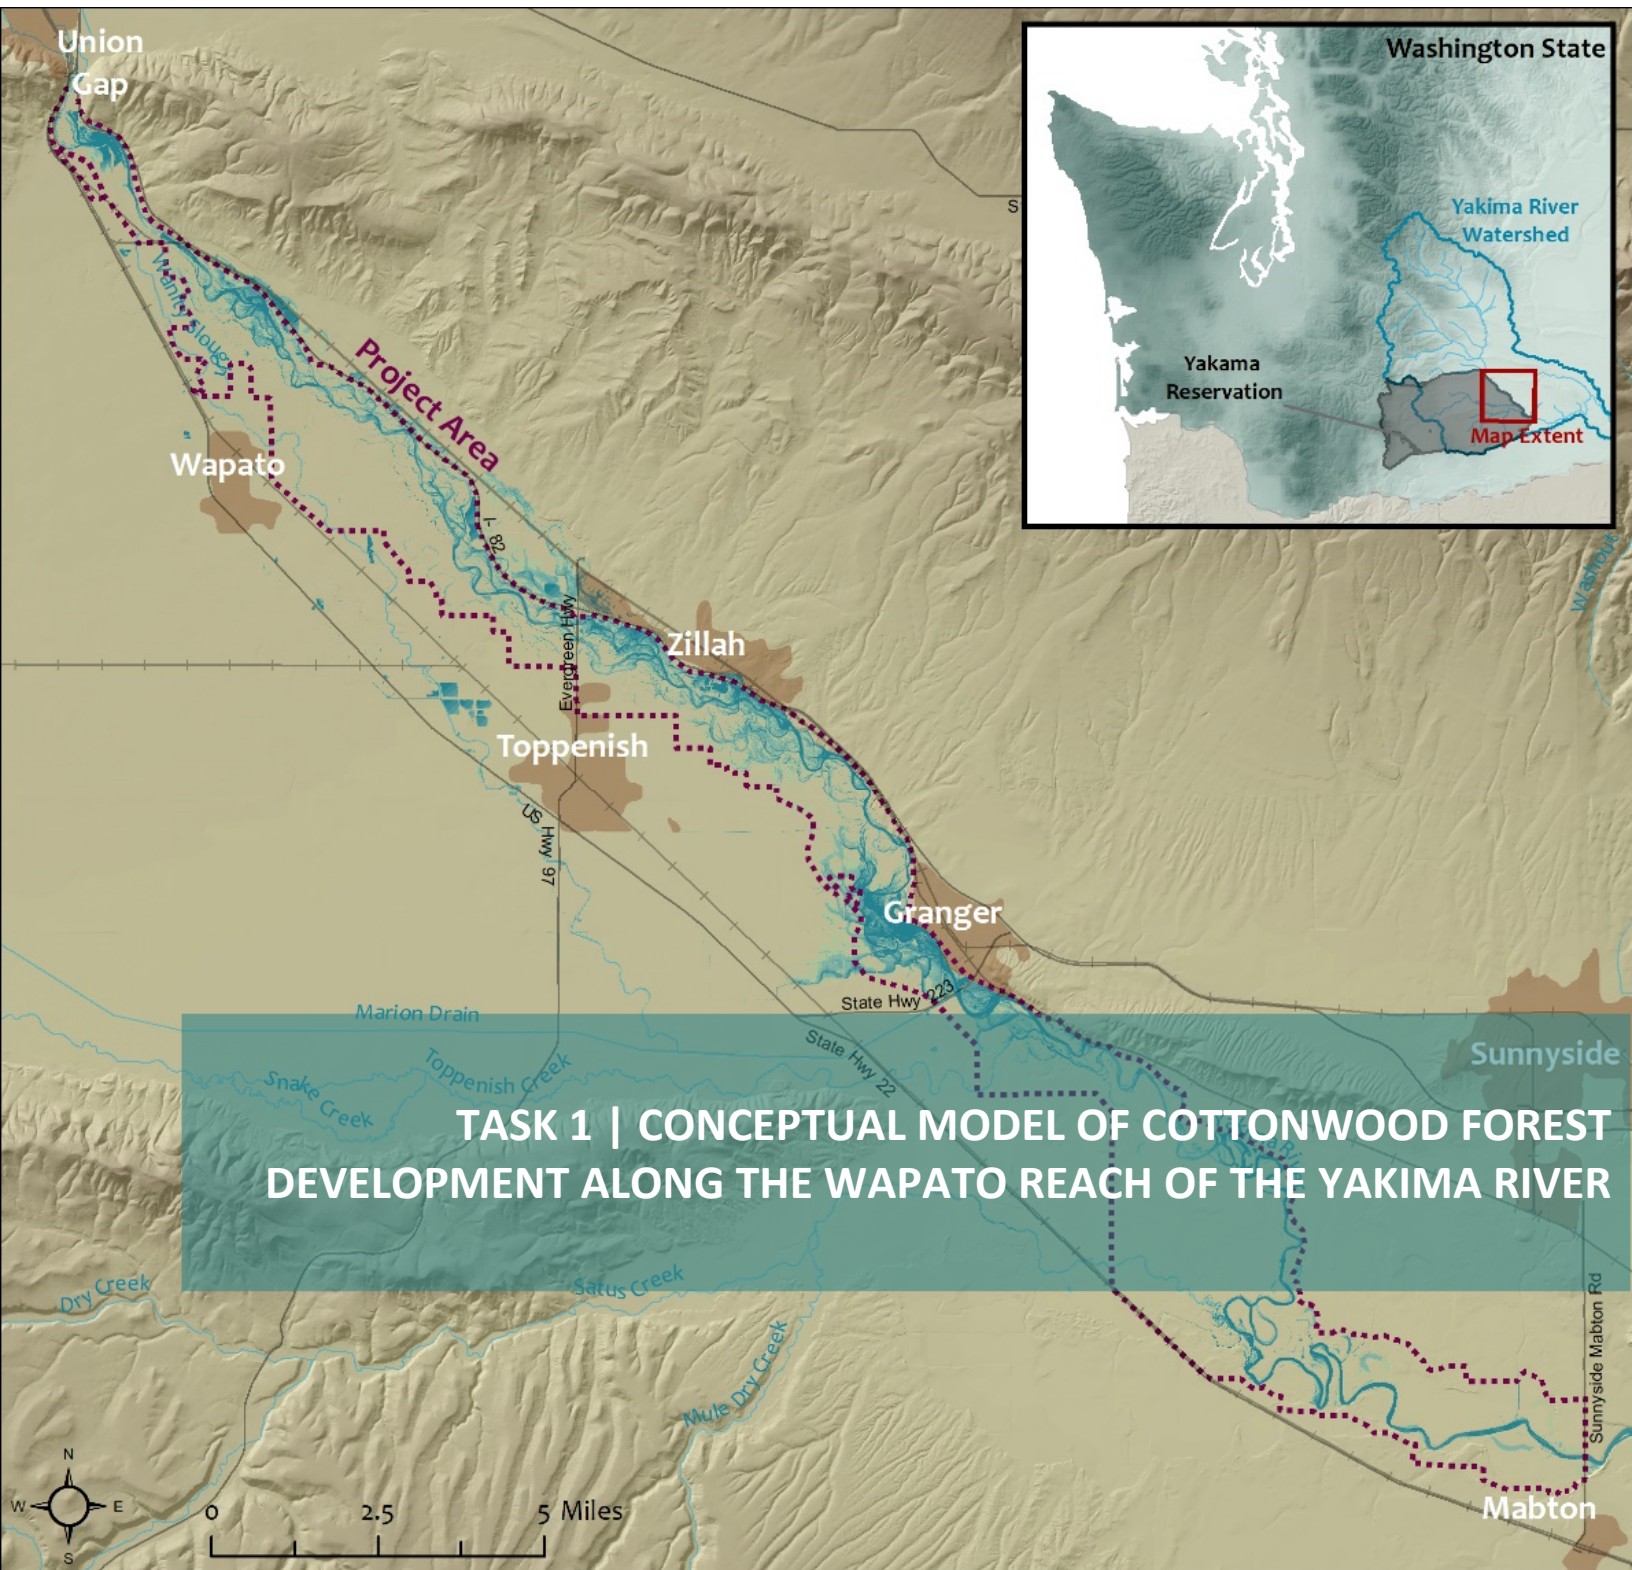 Union
Gap
Washington State
Yakima River
Watershed
Yakama
Reservation
Map Extent
S
Wanity Slough
Project Area
Wapato
I-82
Washout
Evergreen Hwy
Zillah
Toppenish
US Hwy 97
Granger
State Hwy 223
Marion Drain
State Hwy 22
Toppenish Creek
Snake Creek
Sunnyside
TASK 1 | CONCEPTUAL MODEL OF COTTONWOOD FOREST
DEVELOPMENT ALONG THE WAPATO REACH OF THE YAKIMA RIVER
Dry Creek
Satus Creek
Mule Dry Creek
Sunnyside Mabton Rd
N
W
E
S
0 2.5 5 Miles
Mabton